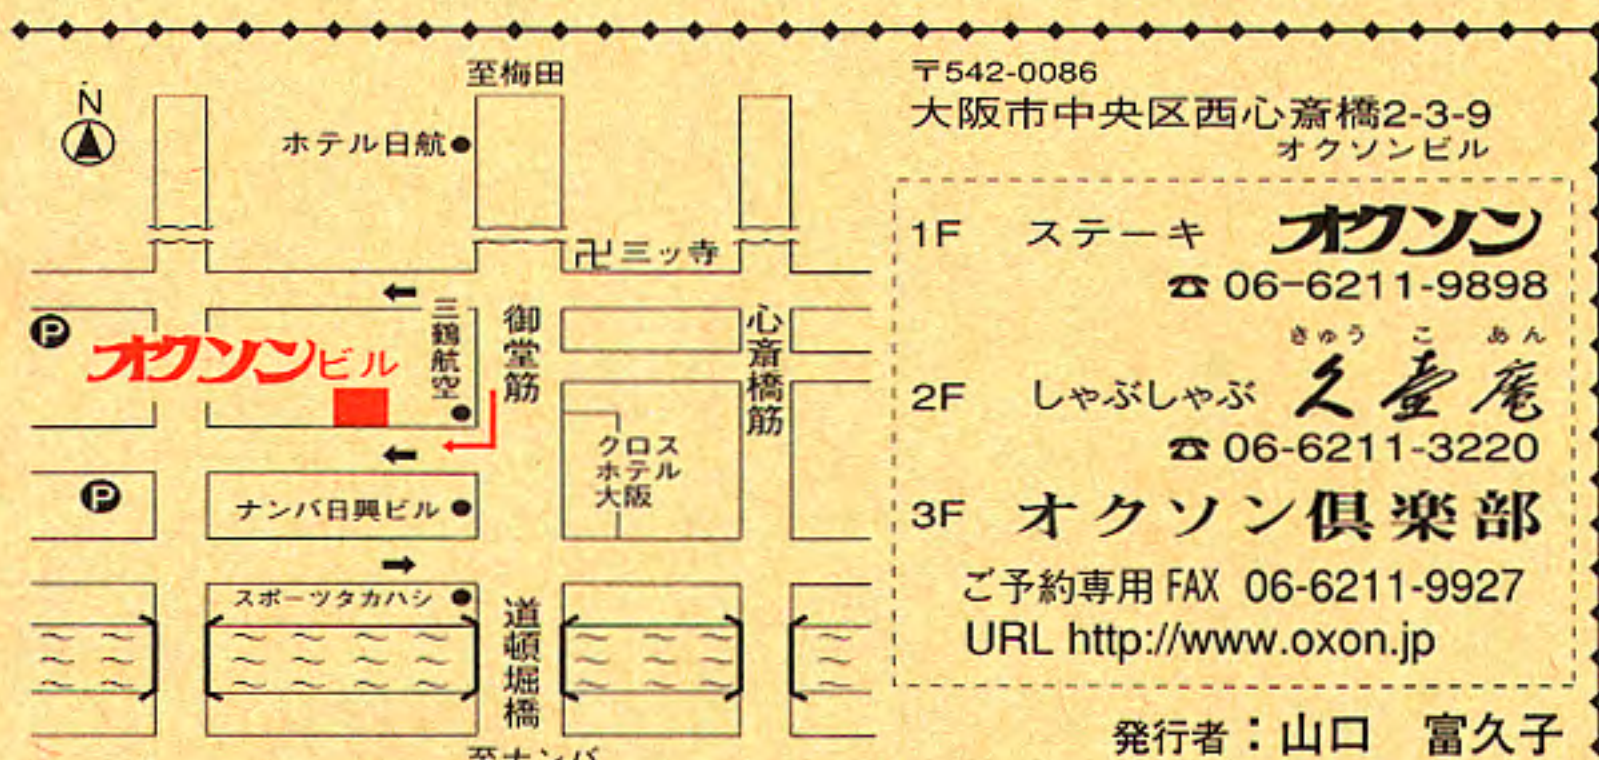 至梅田
N
ホテル日航
卍三ッ寺
三鶴航空
御堂筋
心斎橋筋
P
オクソンビル
クロス
ホテル
大阪
P
ナンバ日興ビル
スポーツタカハシ
道頓堀橋
至ナンバ
〒542-0086
大阪市中央区西心斎橋2-3-9
オクソンビル
1F ステーキ オクソン
☎ 06-6211-9898
きゅう こ あん
2F しゃぶしゃぶ 久壺庵
☎ 06-6211-3220
3F オクソン倶楽部
ご予約専用 FAX 06-6211-9927
URL http://www.oxon.jp
発行者：山口 富久子